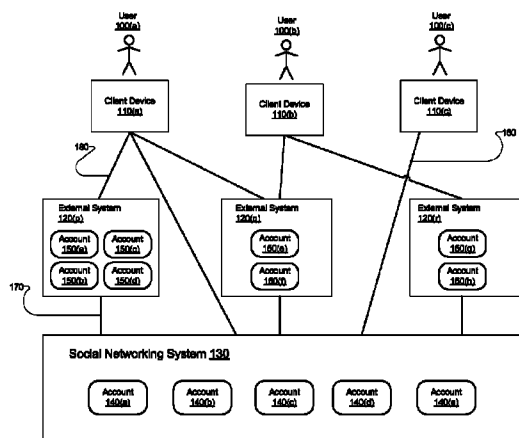 User
100(a)
User
100(b)
User
100(c)
Client Device
110(a)
Client Device
110(b)
Client Device
110(c)
180
160
External System
120(p)
Account
150(a)
Account
150(c)
Account
150(b)
Account
150(d)
External System
120(q)
Account
150(e)
Account
150(f)
External System
120(r)
Account
150(g)
Account
150(h)
170
Social Networking System 130
Account
140(a)
Account
140(b)
Account
140(c)
Account
140(d)
Account
140(e)